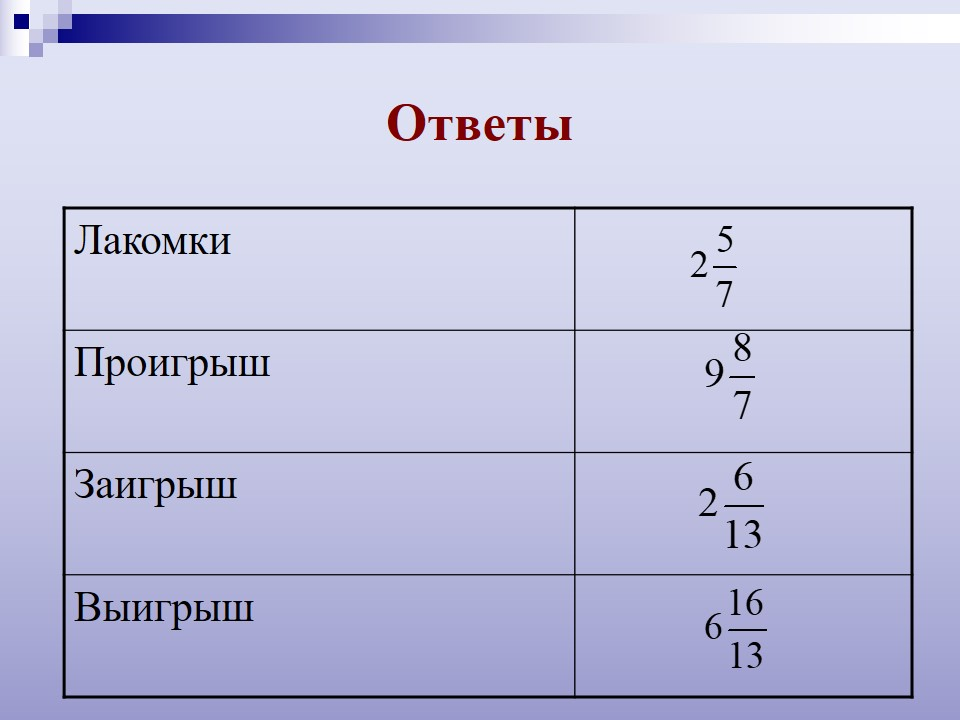 Ответы
Лакомки 2 5/7
Проигрыш 9 8/7
Заигрыш 2 6/13
Выигрыш 6 16/13